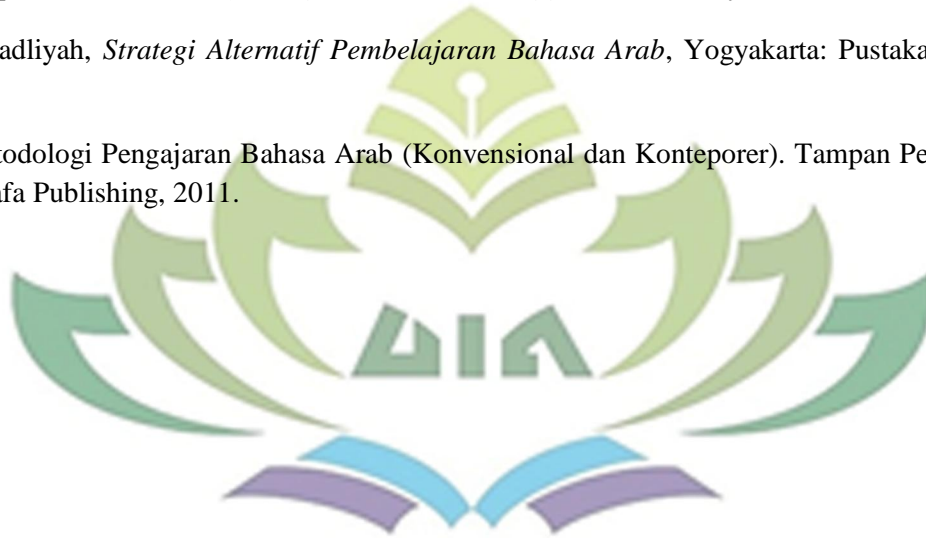 adliyah, Strategi Alternatif Pembelajaran Bahasa Arab, Yogyakarta: Pustaka
todologi Pengajaran Bahasa Arab (Konvensional dan Konteporer). Tampan Pe
afa Publishing, 2011.
UIN